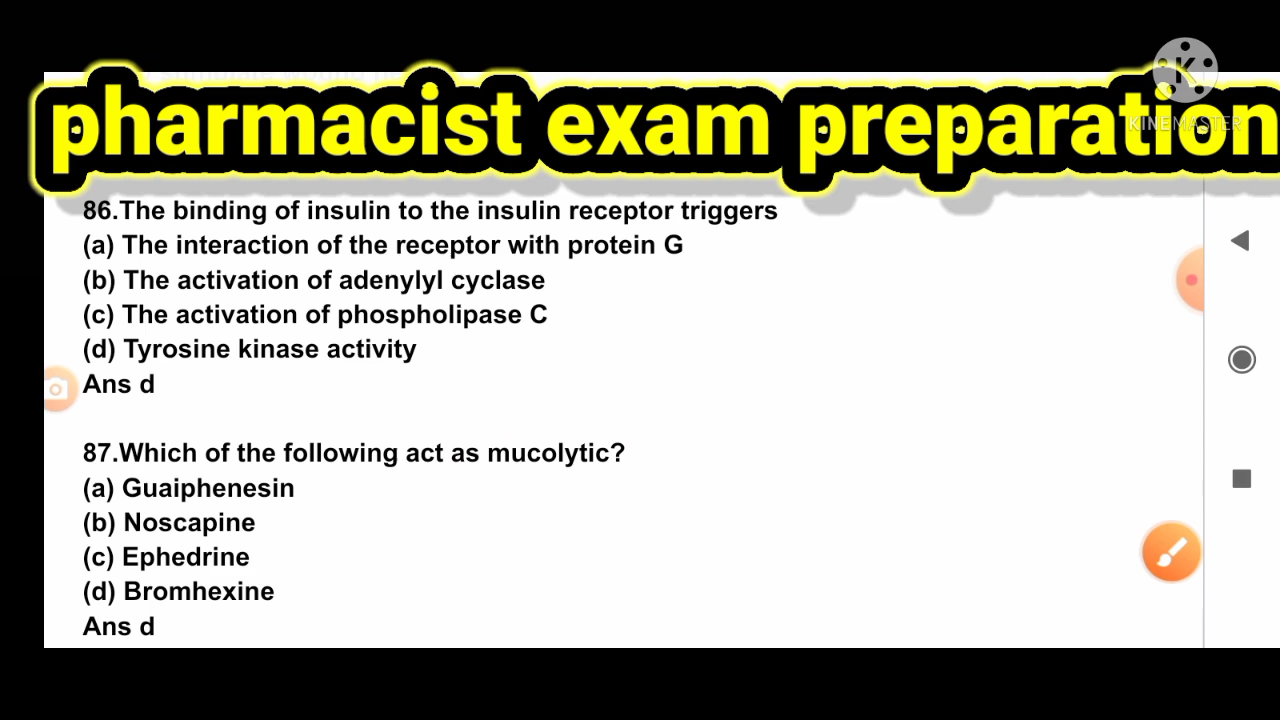 pharmacist exam preparation
KINEMASTER
86.The binding of insulin to the insulin receptor triggers
(a) The interaction of the receptor with protein G
(b) The activation of adenylyl cyclase
(c) The activation of phospholipase C
(d) Tyrosine kinase activity
Ans d
87.Which of the following act as mucolytic?
(a) Guaiphenesin
(b) Noscapine
(c) Ephedrine
(d) Bromhexine
Ans d